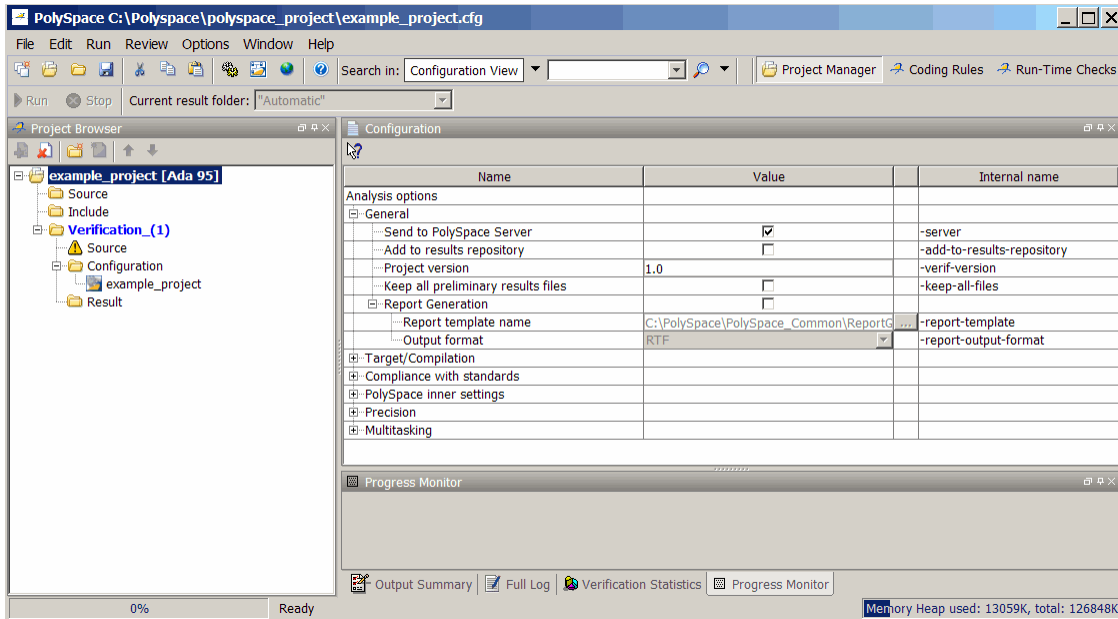 PolySpace C:\Polyspace\polyspace_project\example_project.cfg
File Edit Run Review Options Window Help
Search in: Configuration View Project Manager Coding Rules Run-Time Checks
Run Stop Current result folder: "Automatic"
Project Browser
Configuration
example_project [Ada 95]
Source
Include
Verification_(1)
Source
Configuration
example_project
Result
Name Value Internal name
Analysis options
General
Send to PolySpace Server -server
Add to results repository -add-to-results-repository
Project version 1.0 -verif-version
Keep all preliminary results files -keep-all-files
Report Generation
Report template name C:\PolySpace\PolySpace_Common\ReportG ... -report-template
Output format RTF -report-output-format
Target/Compilation
Compliance with standards
PolySpace inner settings
Precision
Multitasking
Progress Monitor
Output Summary Full Log Verification Statistics Progress Monitor
0% Ready Memory Heap used: 13059K, total: 126848K